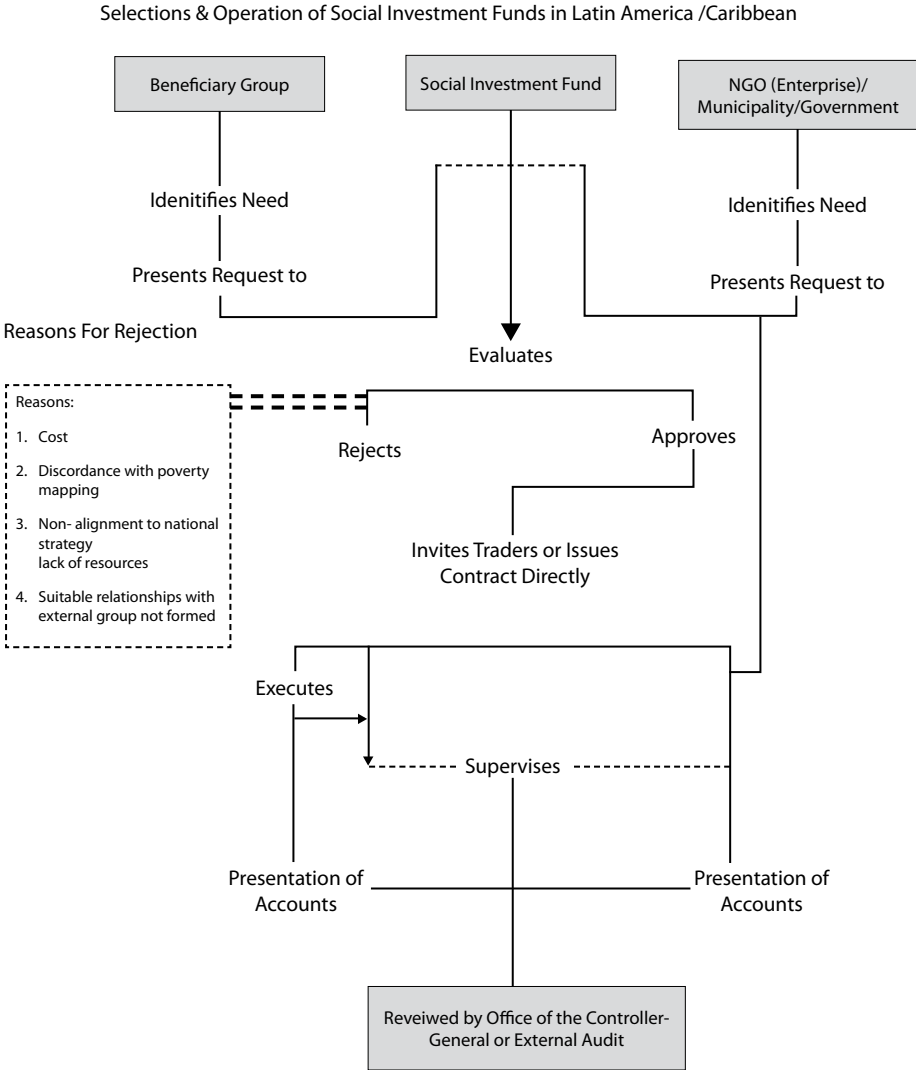 Selections & Operation of Social Investment Funds in Latin America /Caribbean
Beneficiary Group
Social Investment Fund
NGO (Enterprise)/
Municipality/Government
Idenitifies Need
Idenitifies Need
Presents Request to
Presents Request to
Reasons For Rejection
Evaluates
Reasons:
1. Cost
2. Discordance with poverty
mapping
3. Non- alignment to national
strategy
lack of resources
4. Suitable relationships with
external group not formed
Rejects
Approves
Invites Traders or Issues
Contract Directly
Executes
Supervises
Presentation of
Accounts
Presentation of
Accounts
Reveiwed by Office of the Controller-
General or External Audit